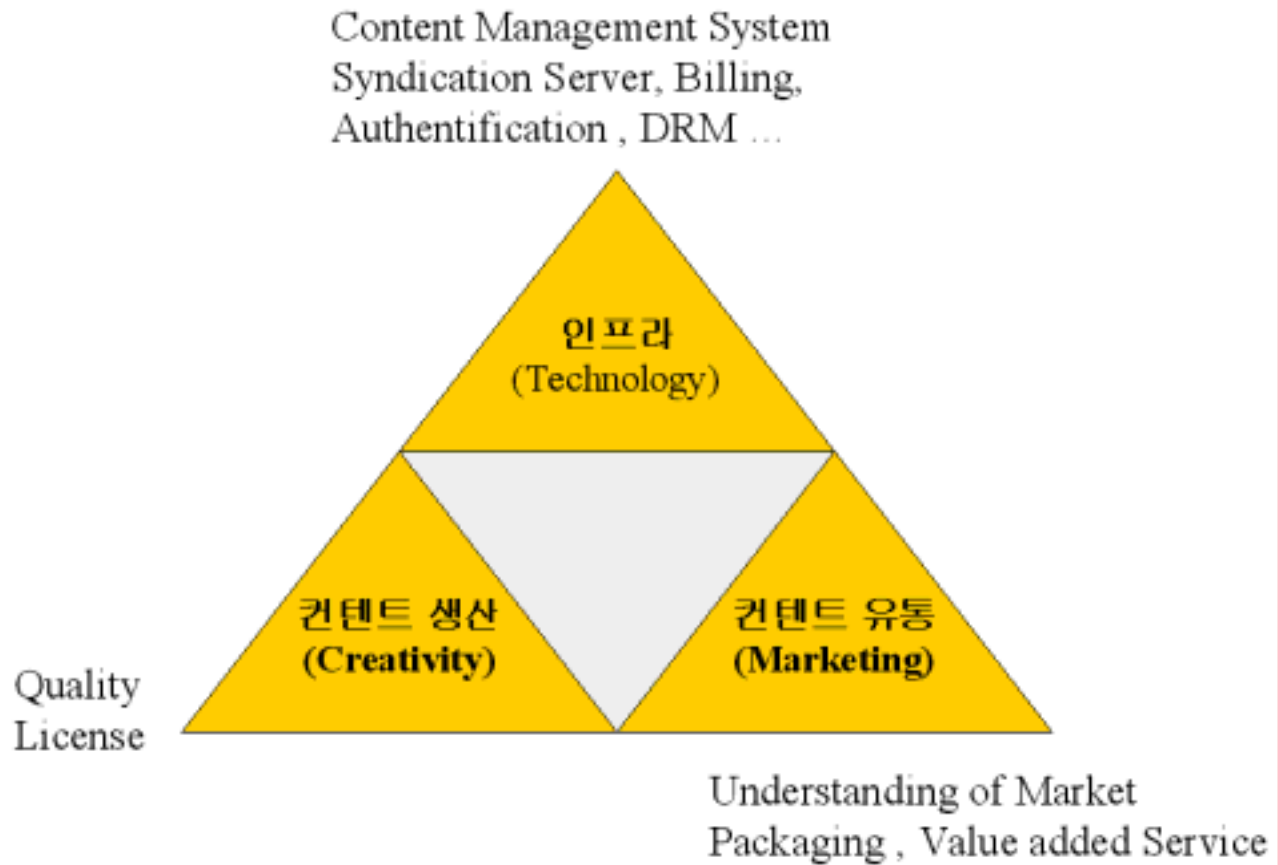 Content Management System
Syndication Server, Billing,
Authentification , DRM ...
인프라
(Technology)
컨텐트 생산
(Creativity)
컨텐트 유통
(Marketing)
Quality
License
Understanding of Market
Packaging , Value added Service